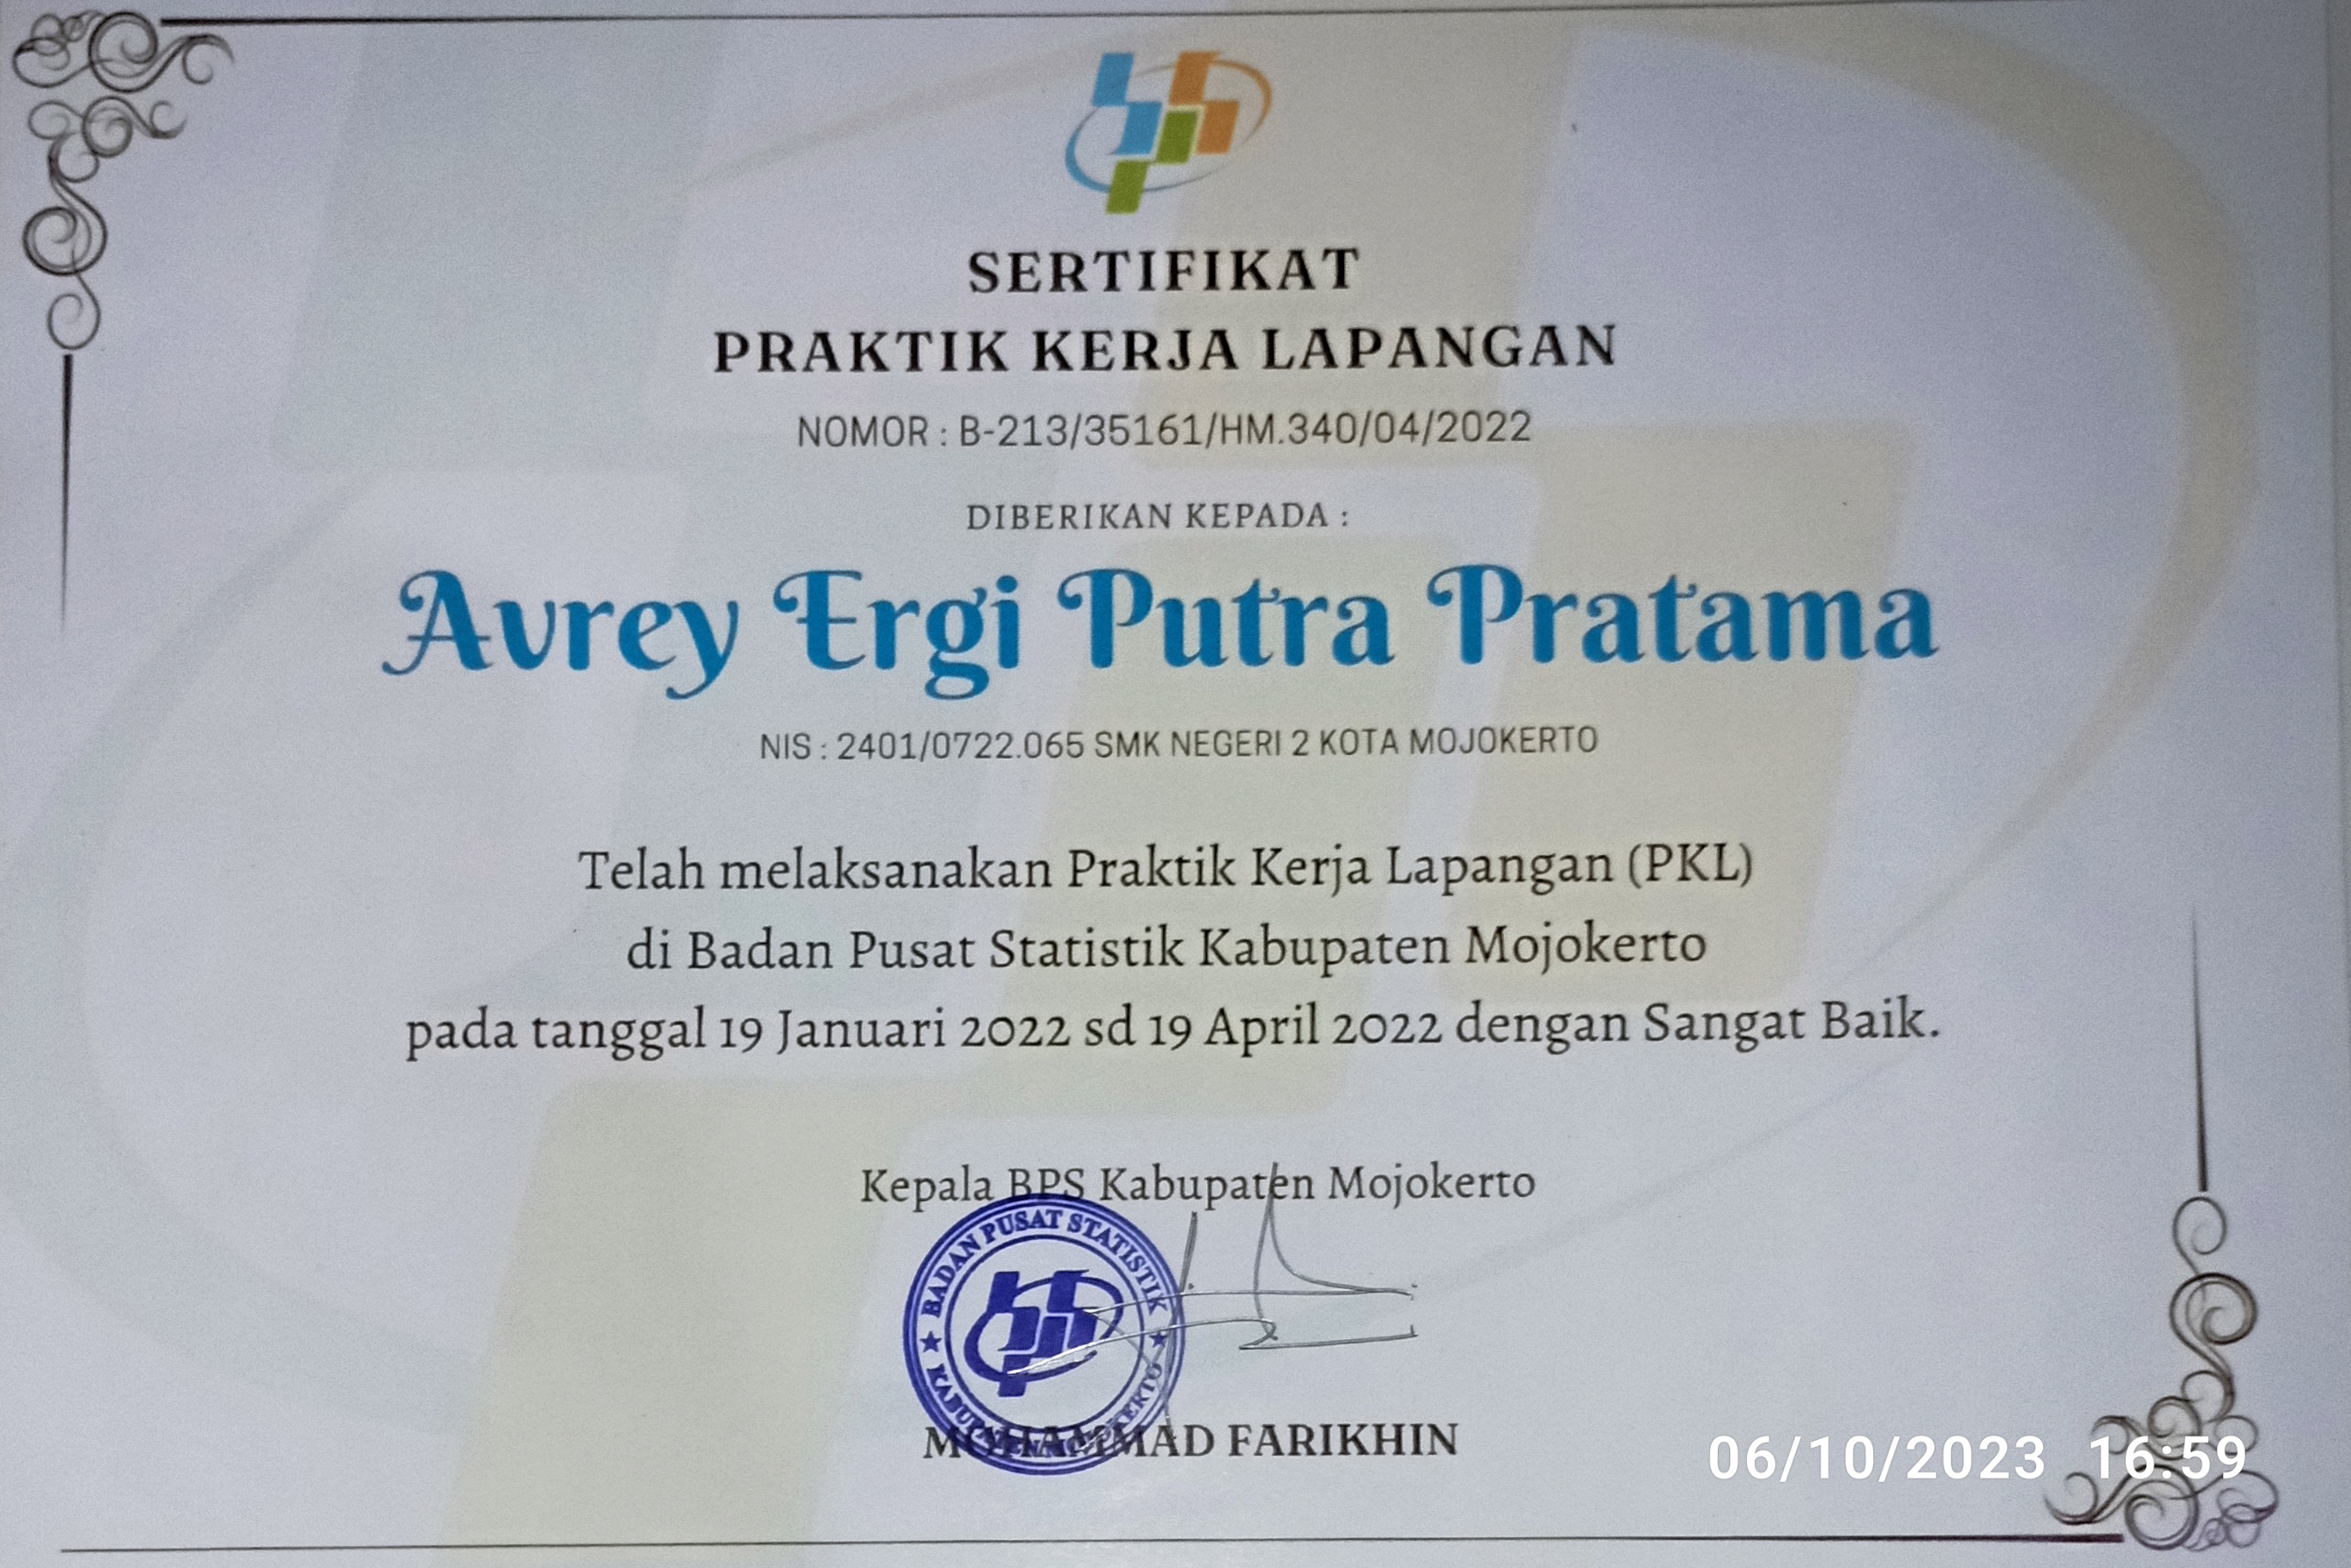 SERTIFIKAT
PRAKTIK KERJA LAPANGAN
NOMOR : B-213/35161/HM.340/04/2022
DIBERIKAN KEPADA :
Avrey Ergi Putra Pratama
NIS : 2401/0722.065 SMK NEGERI 2 KOTA MOJOKERTO
Telah melaksanakan Praktik Kerja Lapangan (PKL)
di Badan Pusat Statistik Kabupaten Mojokerto
pada tanggal 19 Januari 2022 sd 19 April 2022 dengan Sangat Baik.
Kepala BPS Kabupaten Mojokerto
BADAN PUSAT STATISTIK
KABUPATEN MOJOKERTO
MUHAMMAD FARIKHIN
06/10/2023 16:59